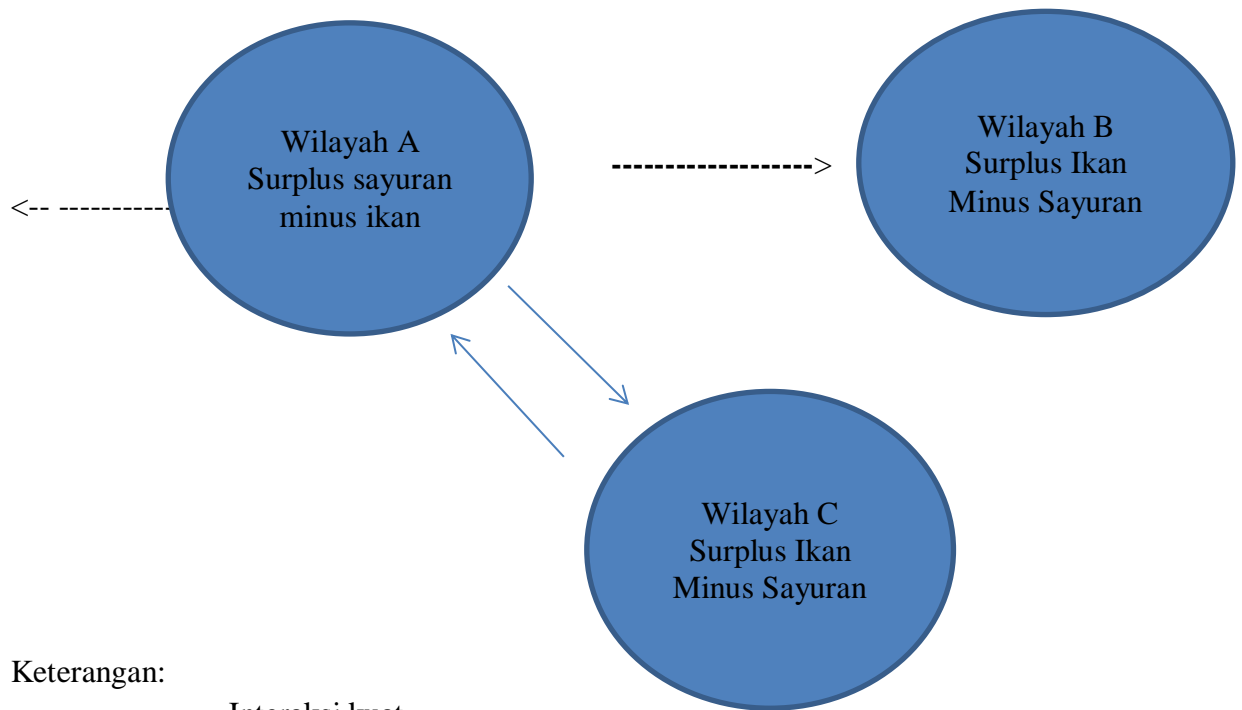 Wilayah A
Surplus sayuran
minus ikan
Wilayah B
Surplus Ikan
Minus Sayuran
Wilayah C
Surplus Ikan
Minus Sayuran
Keterangan: